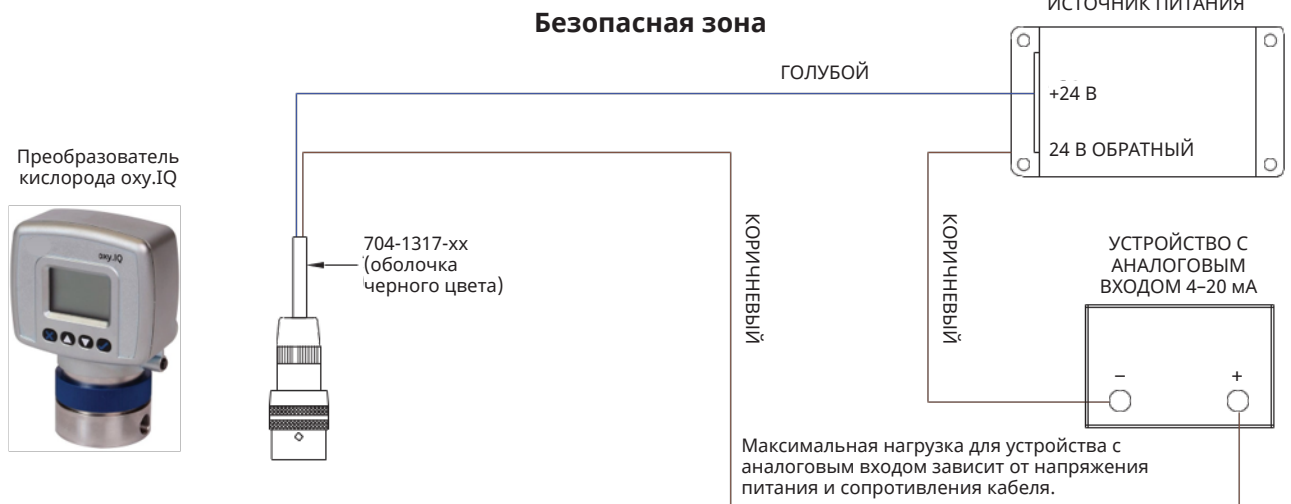 ИСТОЧНИК ПИТАНИЯ
Безопасная зона
ГОЛУБОЙ
+24 В
24 В ОБРАТНЫЙ
Преобразователь
кислорода oxy.IQ
oxy.IQ
704-1317-xx
(оболочка
черного цвета)
КОРИЧНЕВЫЙ
КОРИЧНЕВЫЙ
УСТРОЙСТВО С
АНАЛОГОВЫМ
ВХОДОМ 4–20 мА
– +
Максимальная нагрузка для устройства с
аналоговым входом зависит от напряжения
питания и сопротивления кабеля.